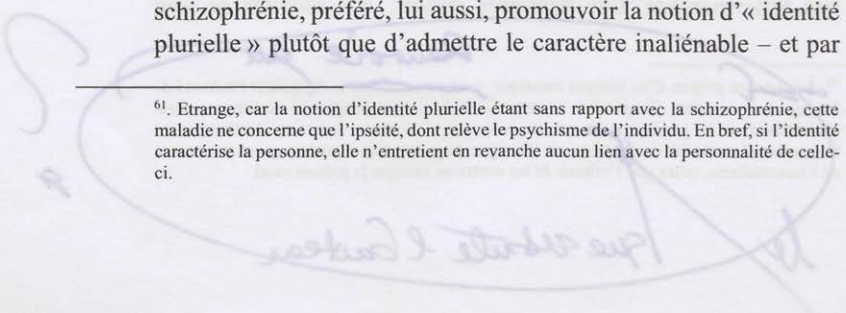 schizophrénie, préféré, lui aussi, promouvoir la notion d'« identité
plurielle » plutôt que d'admettre le caractère inaliénable – et par
61. Etrange, car la notion d'identité plurielle étant sans rapport avec la schizophrénie, cette
maladie ne concerne que l'ipséité, dont relève le psychisme de l'individu. En bref, si l'identité
caractérise la personne, elle n'entretient en revanche aucun lien avec la personnalité de celle-
ci.